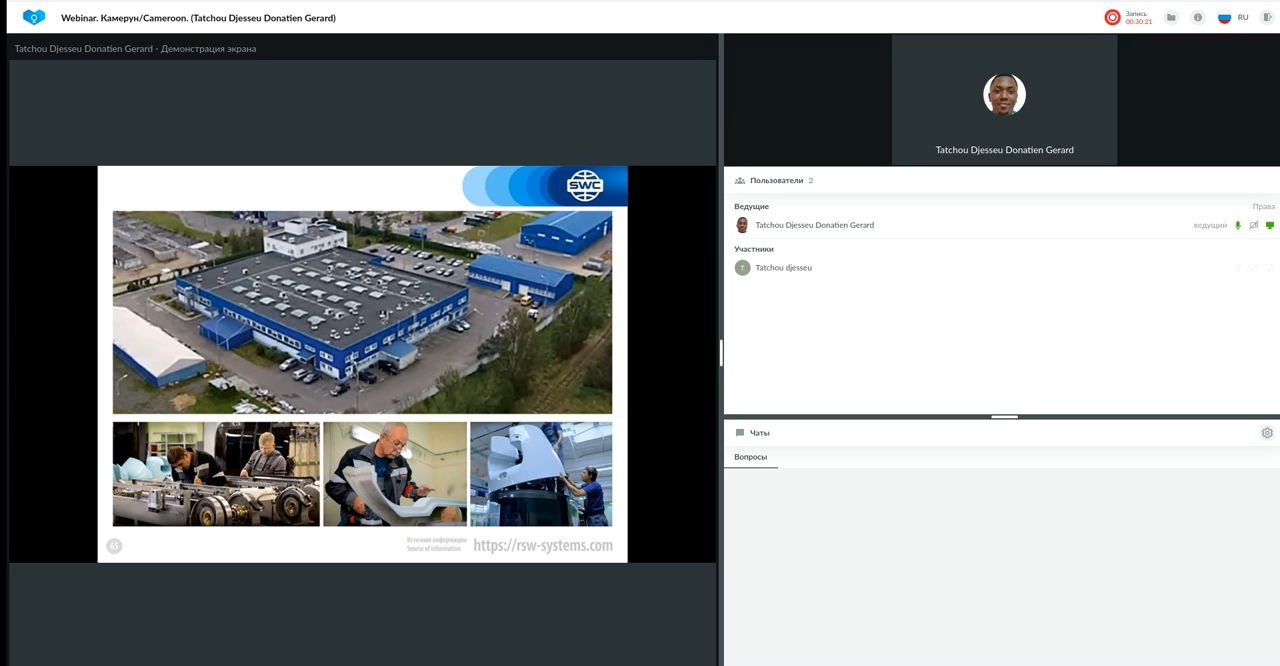 Webinar. Камерун/Cameroon. (Tatchou Djesseu Donatien Gerard)
Запись
00:30:21
RU
Tatchou Djesseu Donatien Gerard - Демонстрация экрана
SWC
65
Источник информации
Source of information
https://rsw-systems.com
Tatchou Djesseu Donatien Gerard
Пользователи 2
Ведущие Права
Tatchou Djesseu Donatien Gerard ведущий
Участники
T Tatchou djesseu
Чаты
Вопросы